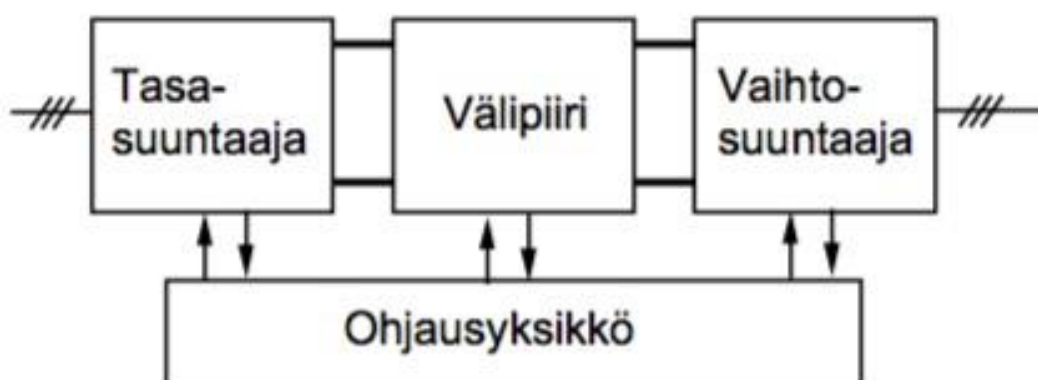 Tasa-
suuntaaja
Välipiiri
Vaihto-
suuntaaja
Ohjausyksikkö